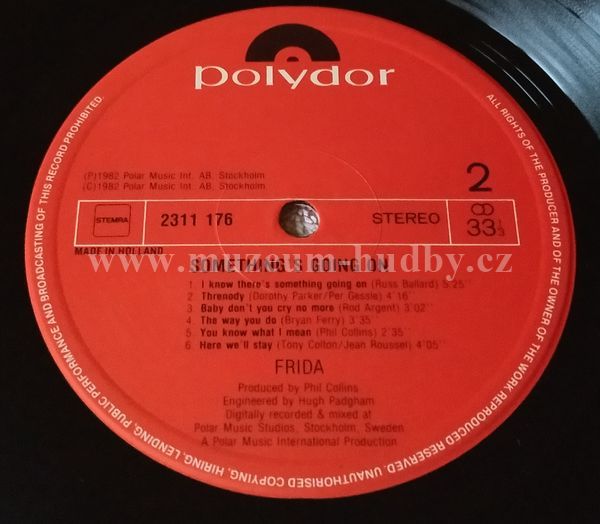 polydor
(P)1982 Polar Music Int. AB, Stockholm
(C)1982 Polar Music Int. AB, Stockholm
2
STEMRA
2311 176
STEREO
33 1/3
MADE IN HOLLAND
SOMETHING'S GOING ON
www.muzeum-hudby.cz
1. I know there's something going on (Russ Ballard) 5'25''
2. Threnody (Dorothy Parker/Per Gessle) 4'16''
3. Baby don't you cry no more (Rod Argent) 3'02''
4. The way you do (Bryan Ferry) 3'35''
5. You know what I mean (Phil Collins) 2'35''
6. Here we'll stay (Tony Colton/Jean Roussel) 4'05''
FRIDA
Produced by Phil Collins
Engineered by Hugh Padgham
Digitally recorded & mixed at
Polar Music Studios, Stockholm, Sweden
A Polar Music International Production
ALL RIGHTS OF THE PRODUCER AND OF THE OWNER OF THE WORK REPRODUCED RESERVED. UNAUTHORISED COPYING, HIRING, LENDING, PUBLIC PERFORMANCE AND BROADCASTING OF THIS RECORD PROHIBITED.